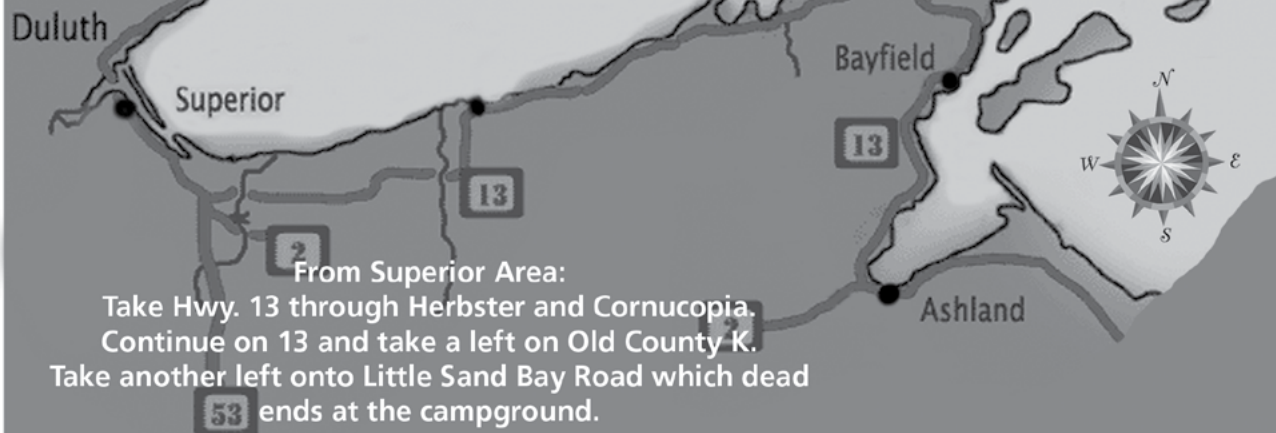 Duluth
Superior
Bayfield
N
W
E
S
13
13
2
From Superior Area:
Take Hwy. 13 through Herbster and Cornucopia.
2
Ashland
Continue on 13 and take a left on Old County K.
Take another left onto Little Sand Bay Road which dead
53
ends at the campground.